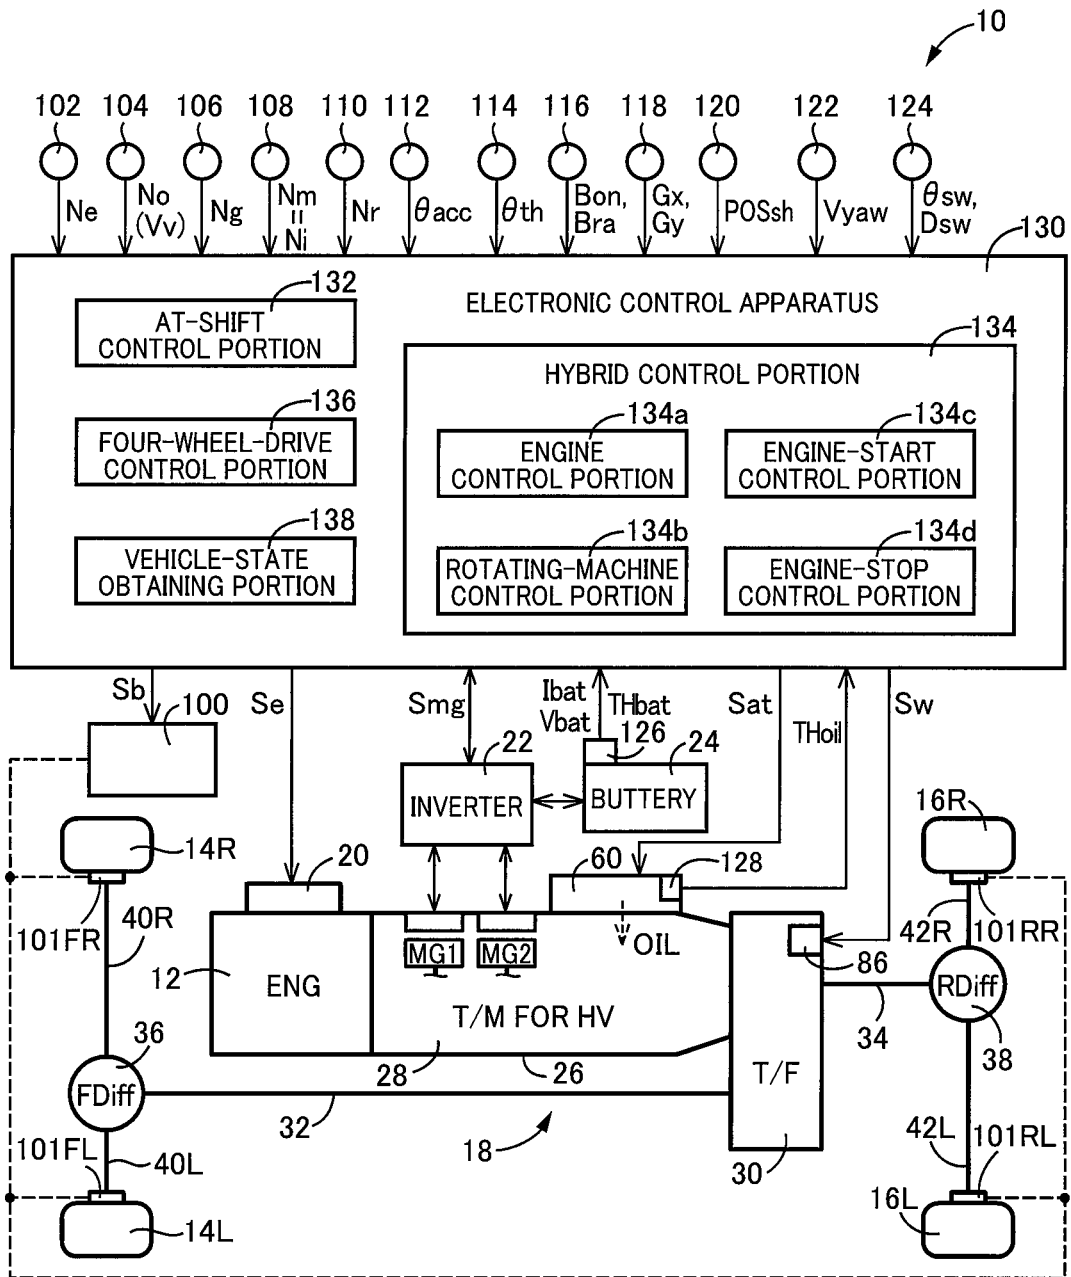 10
102 104 106 108 110 112 114 116 118 120 122 124
Ne
No
(Vv)
Ng
Nm
=
Ni
Nr
θacc
θth
Bon,
Bra
Gx,
Gy
POSsh
Vyaw
θsw,
Dsw
130
ELECTRONIC CONTROL APPARATUS
132
AT-SHIFT
CONTROL PORTION
134
HYBRID CONTROL PORTION
136
FOUR-WHEEL-DRIVE
CONTROL PORTION
134a
ENGINE
CONTROL PORTION
134c
ENGINE-START
CONTROL PORTION
138
VEHICLE-STATE
OBTAINING PORTION
134b
ROTATING-MACHINE
CONTROL PORTION
134d
ENGINE-STOP
CONTROL PORTION
Sb
Se
Smg
Ibat
Vbat
THbat
Sat
THoil
Sw
100
22
INVERTER
126
24
BUTTERY
14R
20
60
128
16R
101FR
40R
12
ENG
MG1
MG2
OIL
86
42R
101RR
T/M FOR HV
34
RDiff
38
36
FDiff
28
26
T/F
32
18
30
101FL
40L
42L
101RL
14L
16L